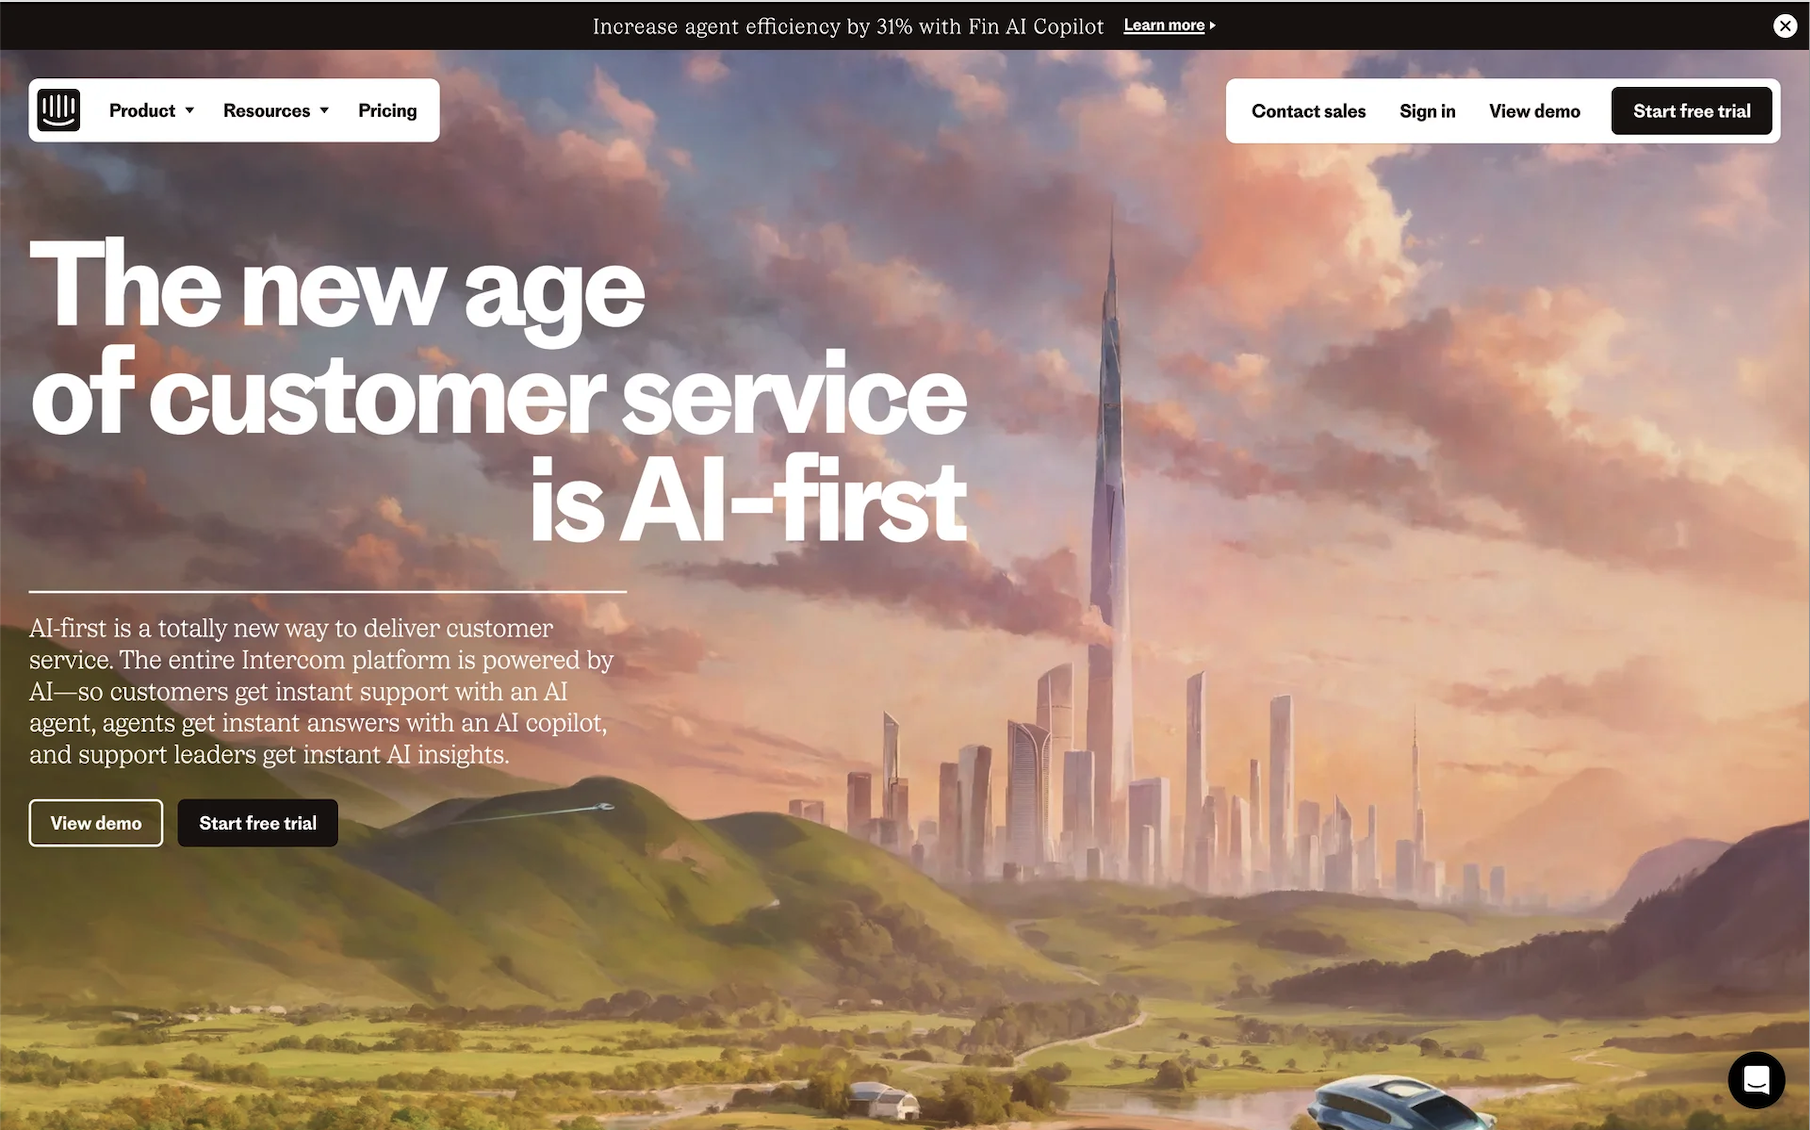 Increase agent efficiency by 31% with Fin AI Copilot Learn more
Product Resources Pricing
Contact sales Sign in View demo Start free trial
The new age
of customer service
is AI-first
AI-first is a totally new way to deliver customer
service. The entire Intercom platform is powered by
AI—so customers get instant support with an AI
agent, agents get instant answers with an AI copilot,
and support leaders get instant AI insights.
View demo Start free trial